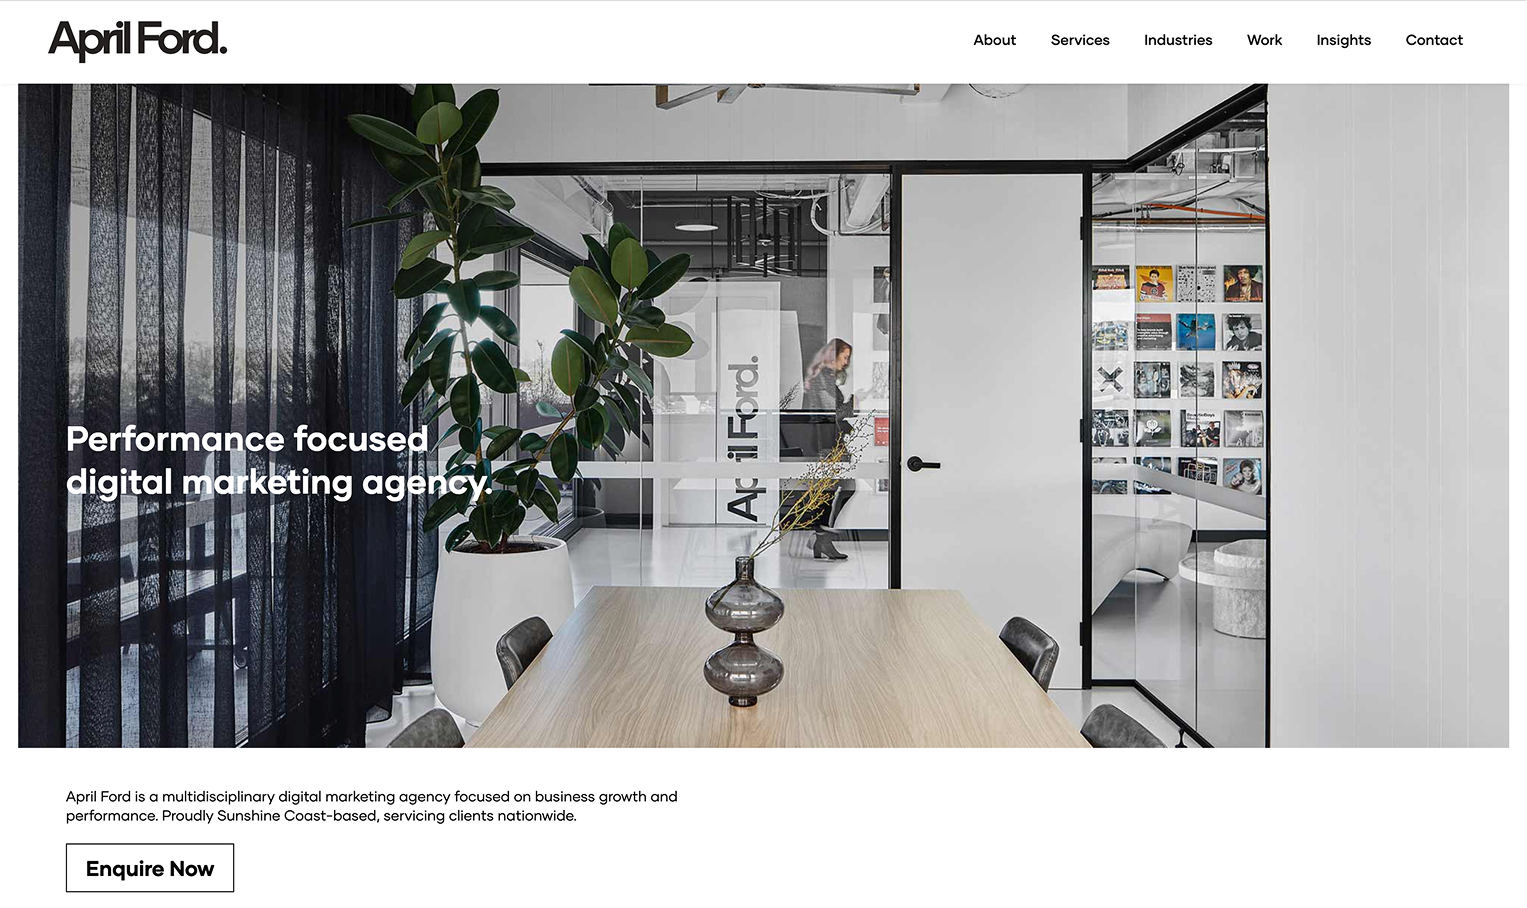 April Ford.
About
Services
Industries
Work
Insights
Contact
April Ford.
Performance focused
digital marketing agency.
April Ford is a multidisciplinary digital marketing agency focused on business growth and
performance. Proudly Sunshine Coast-based, servicing clients nationwide.
Enquire Now